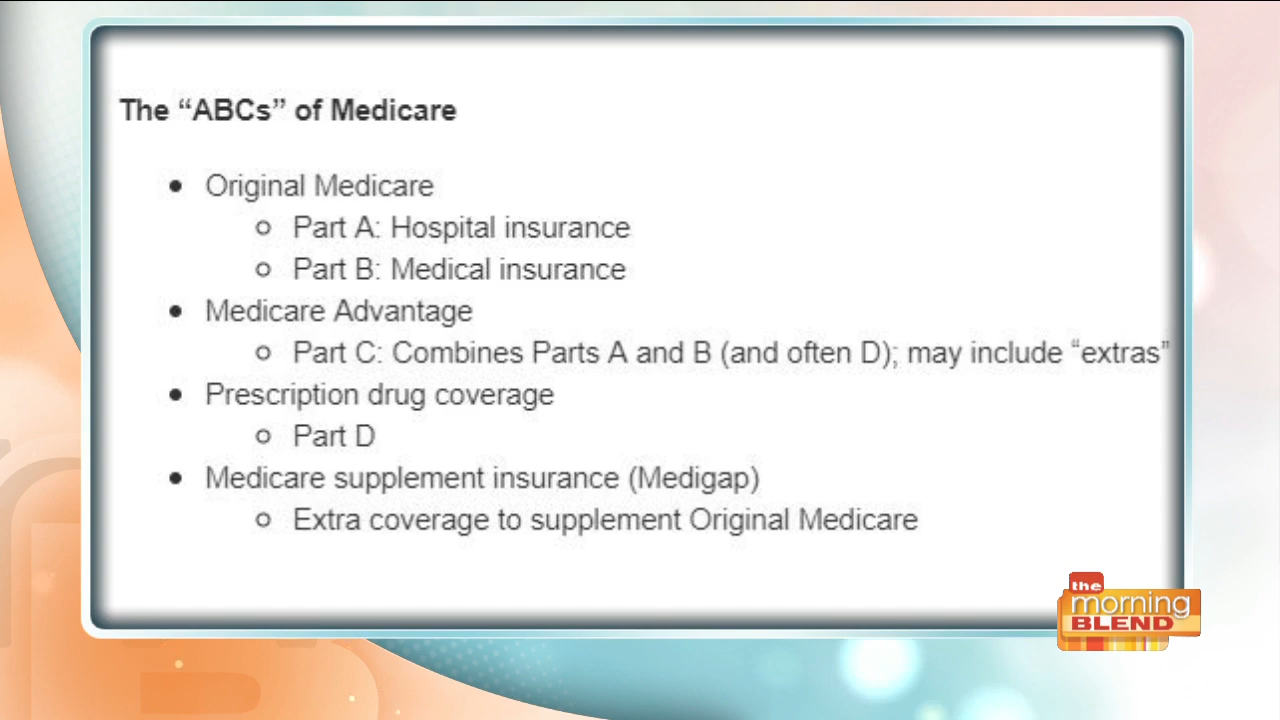 The “ABCs” of Medicare
● Original Medicare
○ Part A: Hospital insurance
○ Part B: Medical insurance
● Medicare Advantage
○ Part C: Combines Parts A and B (and often D); may include “extras”
● Prescription drug coverage
○ Part D
● Medicare supplement insurance (Medigap)
○ Extra coverage to supplement Original Medicare
the
morning
BLEND